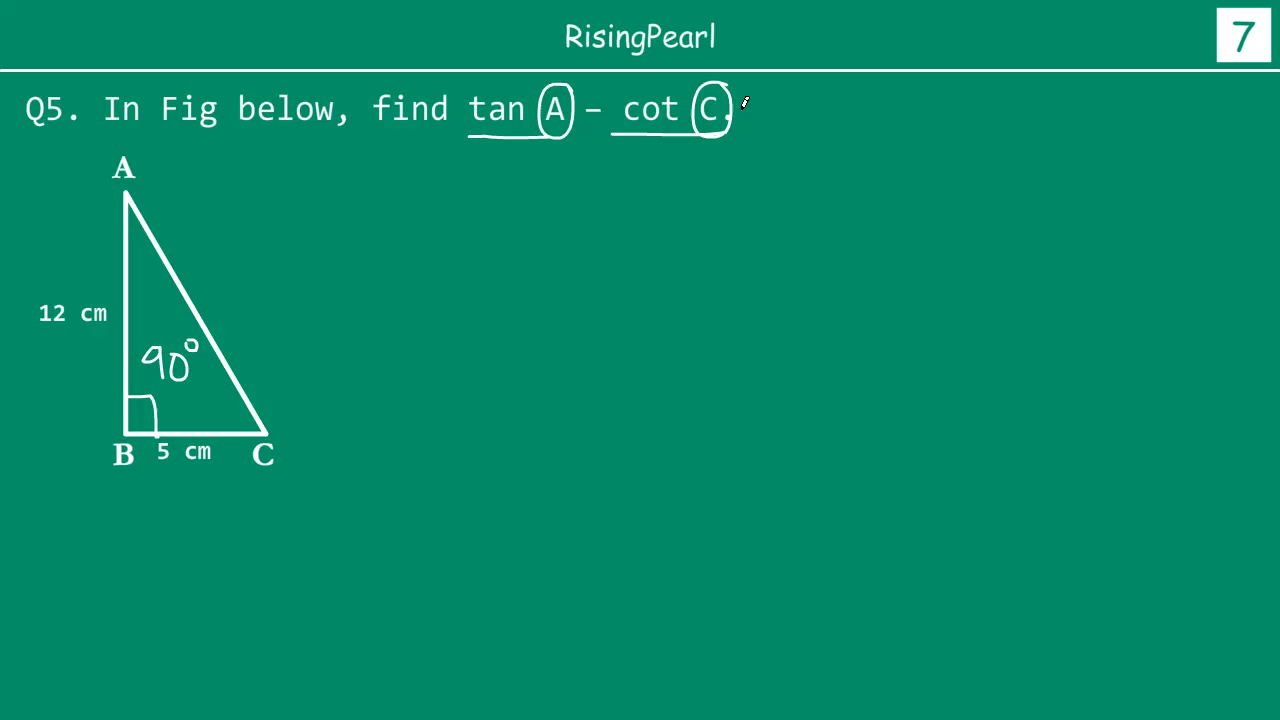 RisingPearl
7
Q5. In Fig below, find tan A – cot C.
A
12 cm
90°
B 5 cm C